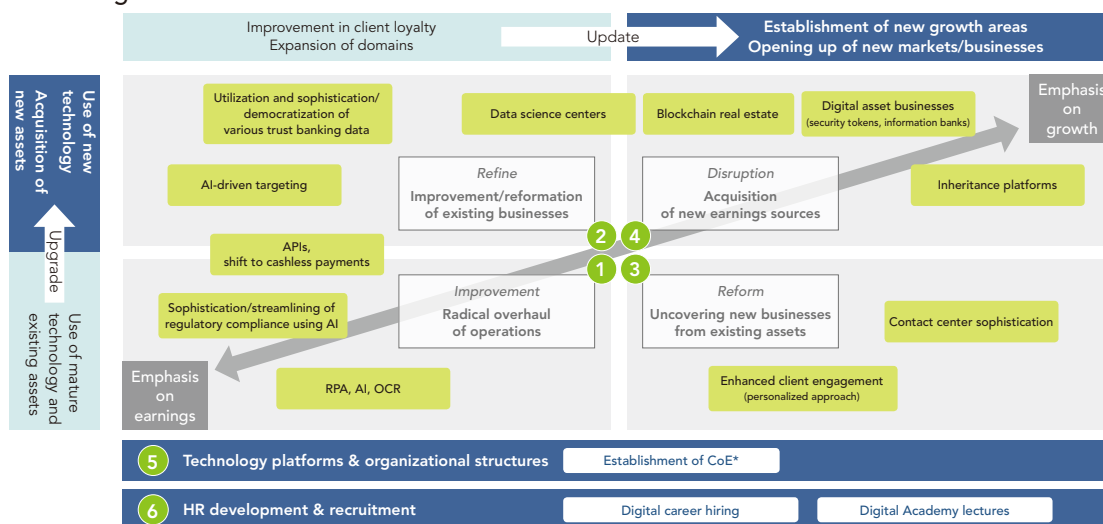 Improvement in client loyalty
Expansion of domains
Update
Establishment of new growth areas
Opening up of new markets/businesses
Use of new
technology
Acquisition of
new assets
Upgrade
Use of mature
technology and
existing assets
Utilization and sophistication/
democratization of
various trust banking data
Data science centers
Blockchain real estate
Digital asset businesses
(security tokens, information banks)
Emphasis
on
growth
AI-driven targeting
Refine
Improvement/reformation
of existing businesses
Disruption
Acquisition
of new earnings sources
Inheritance platforms
2
4
APIs,
shift to cashless payments
1
3
Sophistication/streamlining of
regulatory compliance using AI
Improvement
Radical overhaul
of operations
Reform
Uncovering new businesses
from existing assets
Contact center sophistication
Emphasis
on
earnings
RPA, AI, OCR
Enhanced client engagement
(personalized approach)
5
Technology platforms & organizational structures
Establishment of CoE*
6
HR development & recruitment
Digital career hiring
Digital Academy lectures